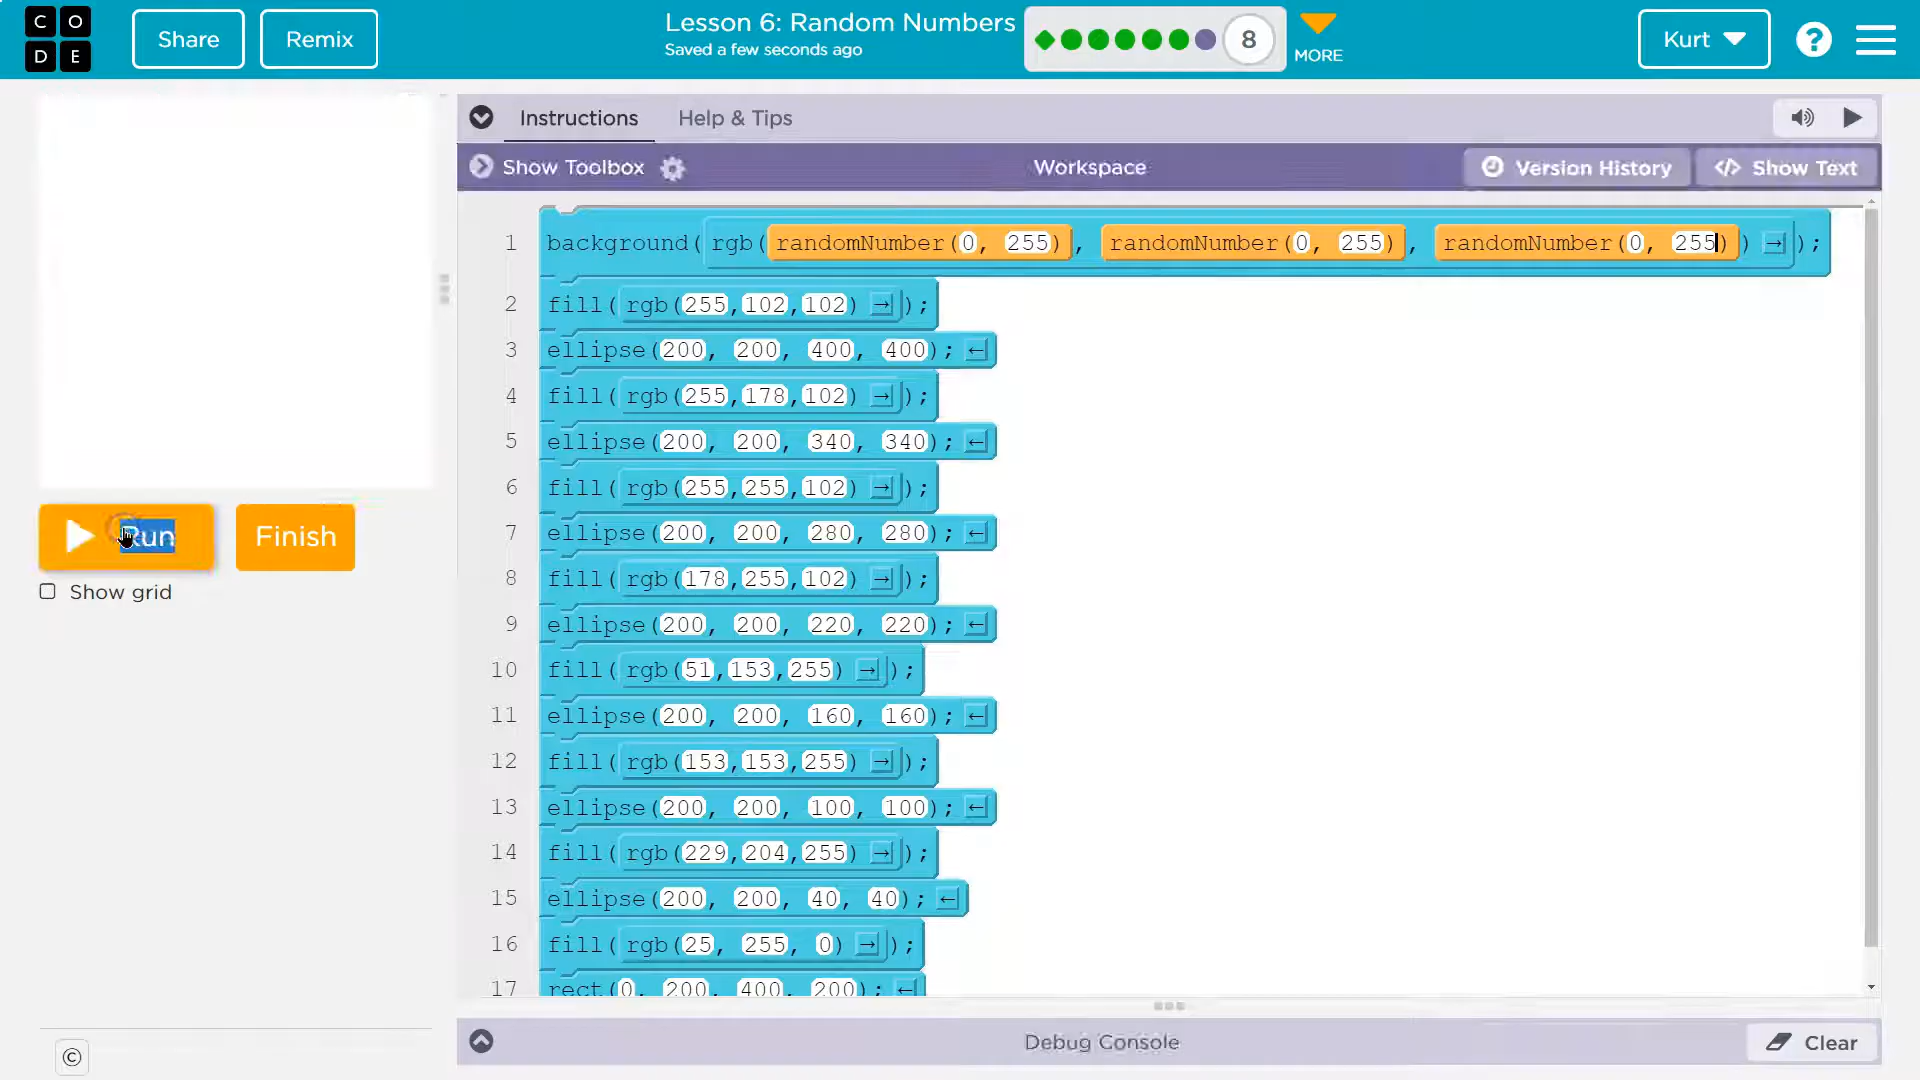 CODE
Share
Remix
Lesson 6: Random Numbers
Saved a few seconds ago
8
MORE
Kurt
?
Instructions
Help & Tips
Show Toolbox
Workspace
Version History
</> Show Text
1 background(rgb(randomNumber(0, 255), randomNumber(0, 255), randomNumber(0, 255)) →);
2 fill(rgb(255,102,102) →);
3 ellipse(200, 200, 400, 400); ←
4 fill(rgb(255,178,102) →);
5 ellipse(200, 200, 340, 340); ←
6 fill(rgb(255,255,102) →);
7 ellipse(200, 200, 280, 280); ←
8 fill(rgb(178,255,102) →);
9 ellipse(200, 200, 220, 220); ←
10 fill(rgb(51,153,255) →);
11 ellipse(200, 200, 160, 160); ←
12 fill(rgb(153,153,255) →);
13 ellipse(200, 200, 100, 100); ←
14 fill(rgb(229,204,255) →);
15 ellipse(200, 200, 40, 40); ←
16 fill(rgb(25, 255, 0) →);
17 rect(0, 200, 400, 200); ←
Run
Finish
Show grid
©
Debug Console
Clear